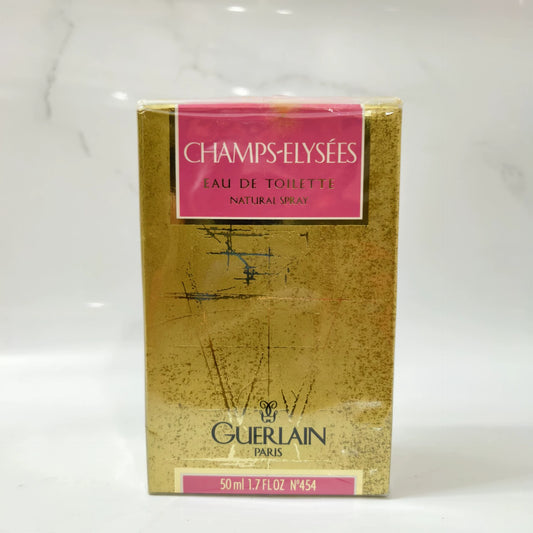 CHAMPS-ELYSÉES
EAU DE TOILETTE
NATURAL SPRAY
GUERLAIN
PARIS
50 ml 1.7 FL OZ N°454